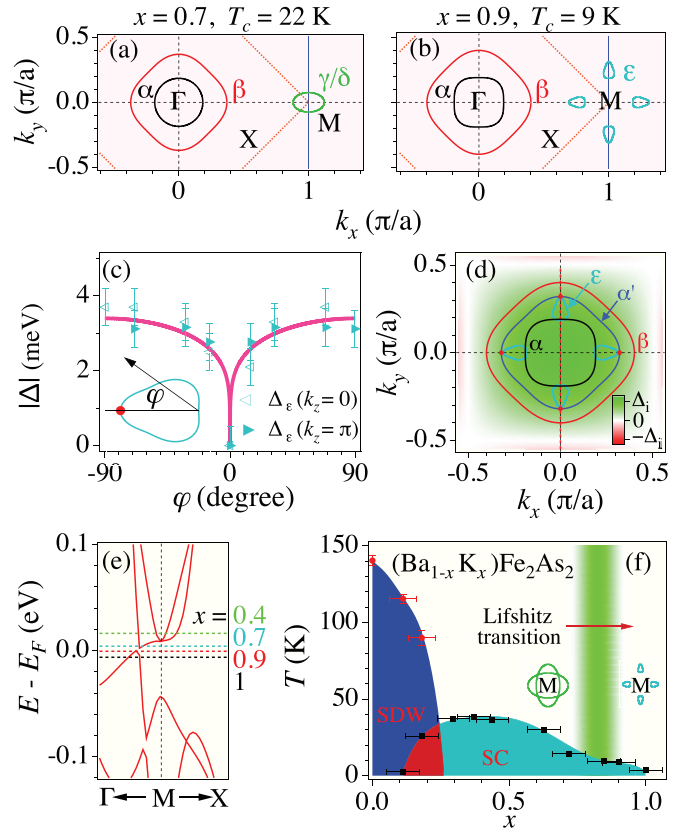 x = 0.7, T_c = 22 K
x = 0.9, T_c = 9 K
(a)
0.5
0.0
-0.5
k_y (π/a)
α
Γ
β
γ/δ
M
X
0
1
(b)
α
Γ
β
ε
M
X
0
1
k_x (π/a)
(c)
4
2
0
|Δ| (meV)
φ
Δ_ε (k_z = 0)
Δ_ε (k_z = π)
-90
0
90
φ (degree)
(d)
0.5
0.0
-0.5
k_y (π/a)
ε
α'
α
β
Δ_i
0
-Δ_i
-0.5
0.0
0.5
k_x (π/a)
(e)
0.1
0.0
-0.1
E - E_F (eV)
x =
0.4
0.7
0.9
1
Γ
M
X
(f)
(Ba_{1-x}K_x)Fe_2As_2
150
100
50
0
T (K)
Lifshitz
transition
M
M
SDW
SC
0.0
0.5
1.0
x